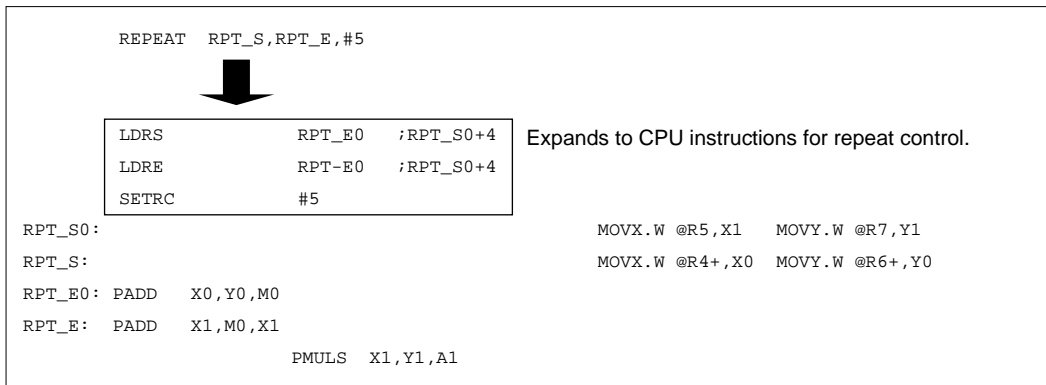 REPEAT RPT_S,RPT_E,#5
LDRS RPT_E0 ;RPT_S0+4 Expands to CPU instructions for repeat control.
LDRE RPT-E0 ;RPT_S0+4
SETRC #5
RPT_S0: MOVX.W @R5,X1 MOVY.W @R7,Y1
RPT_S: MOVX.W @R4+,X0 MOVY.W @R6+,Y0
RPT_E0: PADD X0,Y0,M0
RPT_E: PADD X1,M0,X1
PMULS X1,Y1,A1